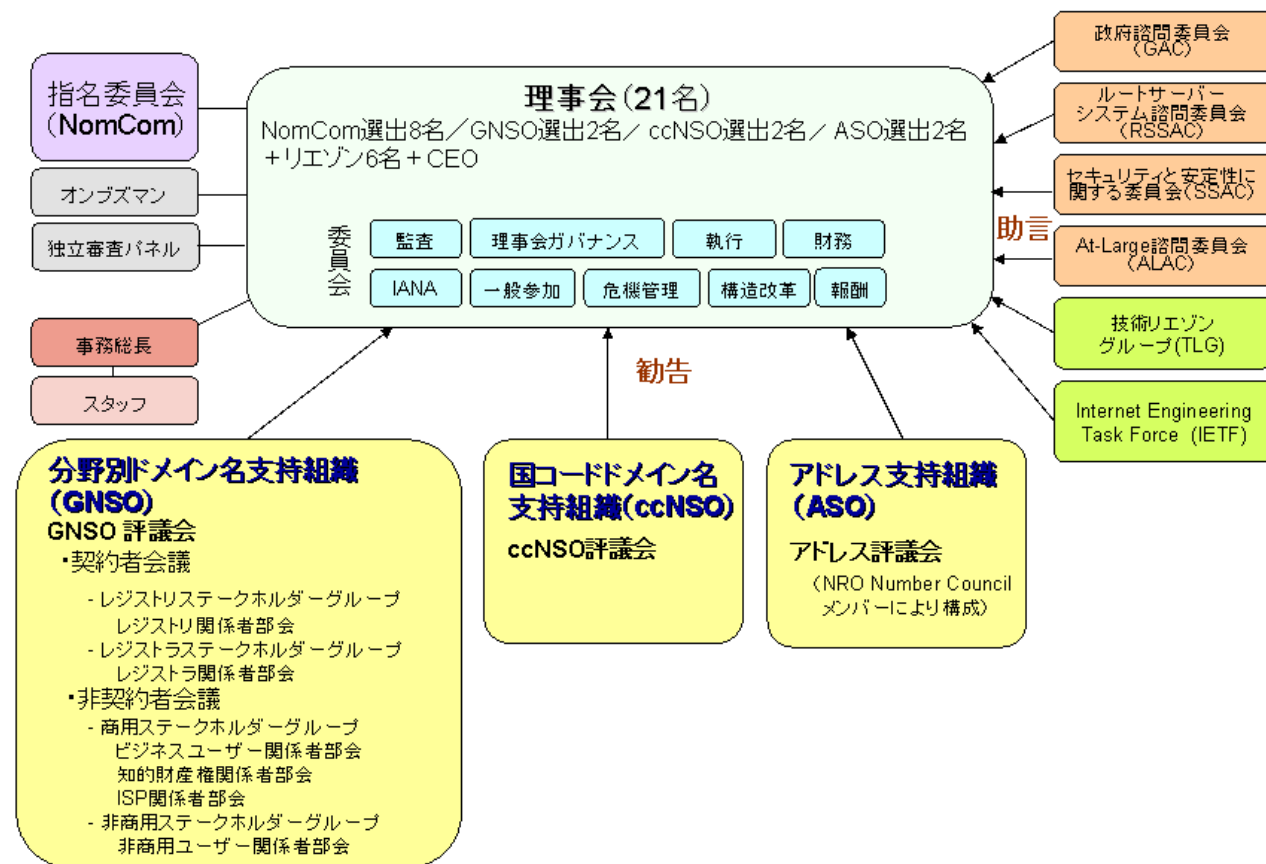 指名委員会
(NomCom)
オンブズマン
独立審査パネル
事務総長
スタッフ
理事会(21名)
NomCom選出8名／GNSO選出2名／ ccNSO選出2名／ ASO選出2名
＋リエゾン6名＋CEO
委員会
監査
理事会ガバナンス
執行
財務
IANA
一般参加
危機管理
構造改革
報酬
助言
勧告
政府諮問委員会
(GAC)
ルートサーバー
システム諮問委員会
(RSSAC)
セキュリティと安定性に
関する委員会(SSAC)
At-Large諮問委員会
(ALAC)
技術リエゾン
グループ(TLG)
Internet Engineering
Task Force (IETF)
分野別ドメイン名支持組織
(GNSO)
GNSO 評議会
・契約者会議
- レジストリステークホルダーグループ
レジストリ関係者部会
- レジストラステークホルダーグループ
レジストラ関係者部会
・非契約者会議
- 商用ステークホルダーグループ
ビジネスユーザー関係者部会
知的財産権関係者部会
ISP関係者部会
- 非商用ステークホルダーグループ
非商用ユーザー関係者部会
国コードドメイン名
支持組織(ccNSO)
ccNSO評議会
アドレス支持組織
(ASO)
アドレス評議会
(NRO Number Council
メンバーにより構成)